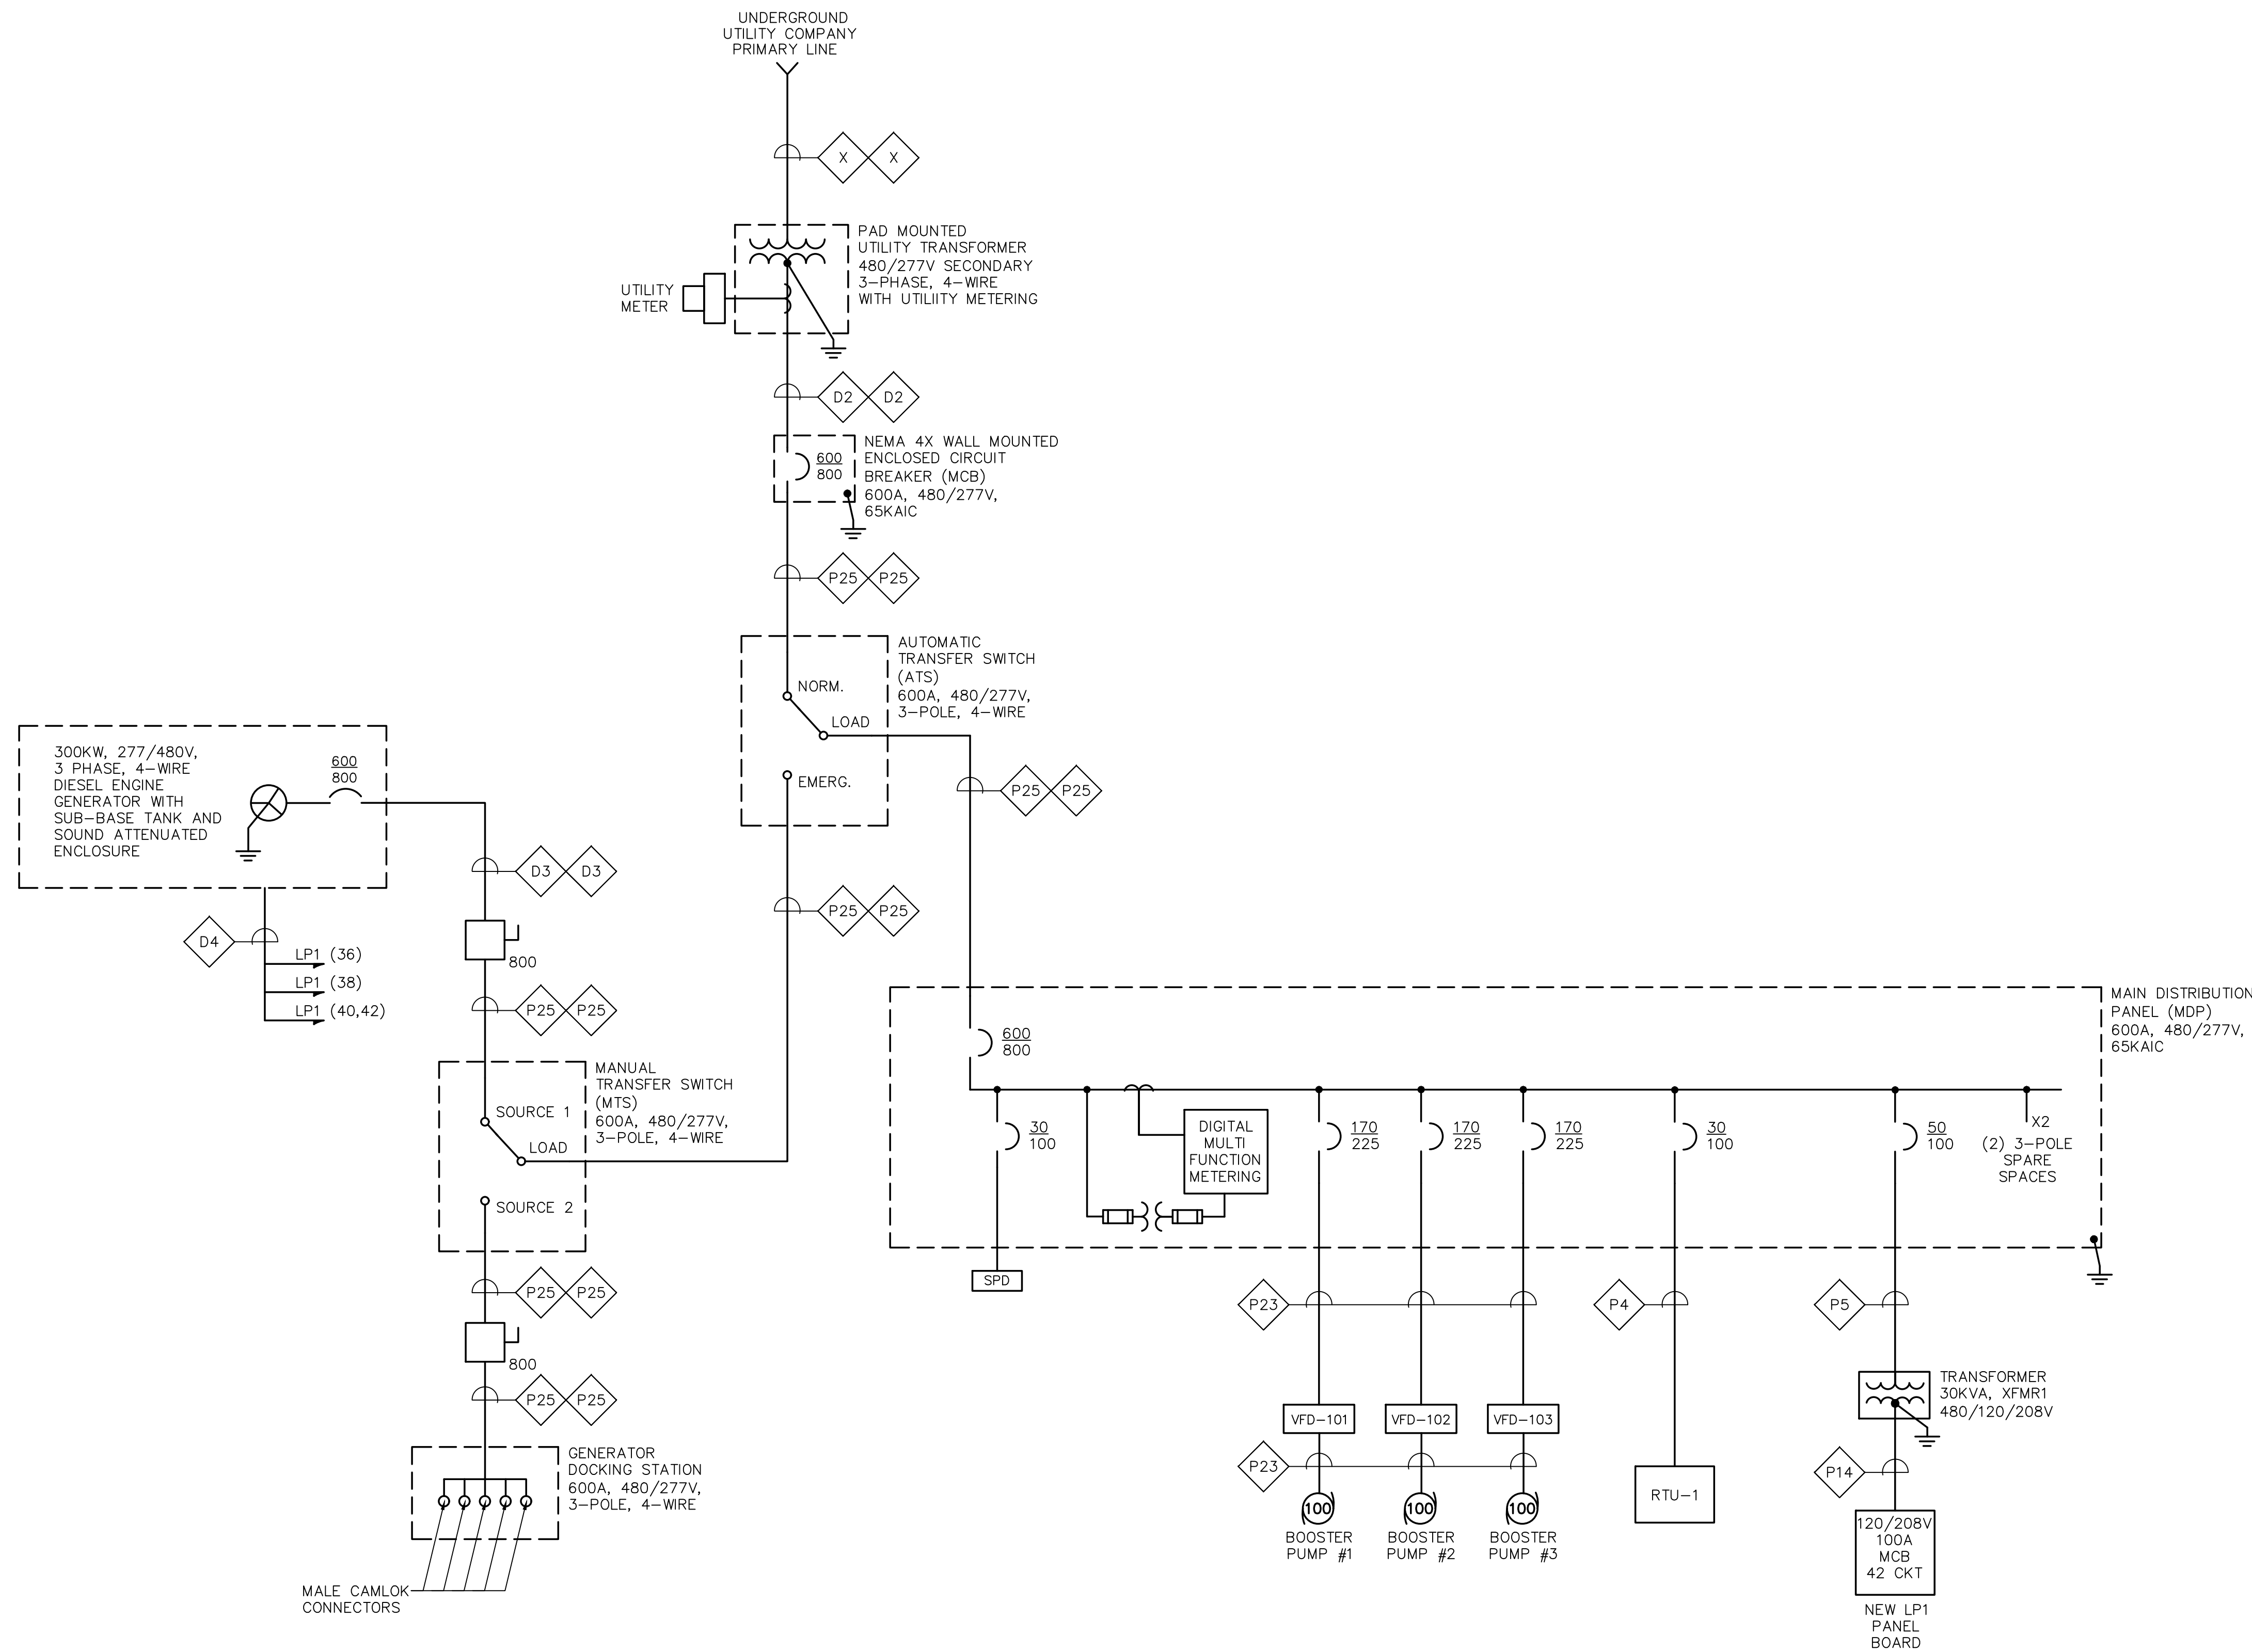 UNDERGROUND
UTILITY COMPANY
PRIMARY LINE
X
X
PAD MOUNTED
UTILITY TRANSFORMER
480/277V SECONDARY
3-PHASE, 4-WIRE
WITH UTILIITY METERING
UTILITY
METER
D2
D2
NEMA 4X WALL MOUNTED
ENCLOSED CIRCUIT
BREAKER (MCB)
600A, 480/277V,
65KAIC
600
800
P25
P25
AUTOMATIC
TRANSFER SWITCH
(ATS)
600A, 480/277V,
3-POLE, 4-WIRE
NORM.
LOAD
EMERG.
P25
P25
300KW, 277/480V,
3 PHASE, 4-WIRE
DIESEL ENGINE
GENERATOR WITH
SUB-BASE TANK AND
SOUND ATTENUATED
ENCLOSURE
600
800
D3
D3
P25
P25
D4
LP1 (36)
LP1 (38)
LP1 (40,42)
800
P25
P25
MANUAL
TRANSFER SWITCH
(MTS)
600A, 480/277V,
3-POLE, 4-WIRE
SOURCE 1
LOAD
SOURCE 2
P25
P25
800
P25
P25
GENERATOR
DOCKING STATION
600A, 480/277V,
3-POLE, 4-WIRE
MALE CAMLOK
CONNECTORS
MAIN DISTRIBUTION
PANEL (MDP)
600A, 480/277V,
65KAIC
600
800
30
100
DIGITAL
MULTI
FUNCTION
METERING
170
225
170
225
170
225
30
100
50
100
X2
(2) 3-POLE
SPARE
SPACES
SPD
P23
P4
P5
TRANSFORMER
30KVA, XFMR1
480/120/208V
VFD-101
VFD-102
VFD-103
P23
P14
100
100
100
BOOSTER
PUMP #1
BOOSTER
PUMP #2
BOOSTER
PUMP #3
RTU-1
120/208V
100A
MCB
42 CKT
NEW LP1
PANEL
BOARD